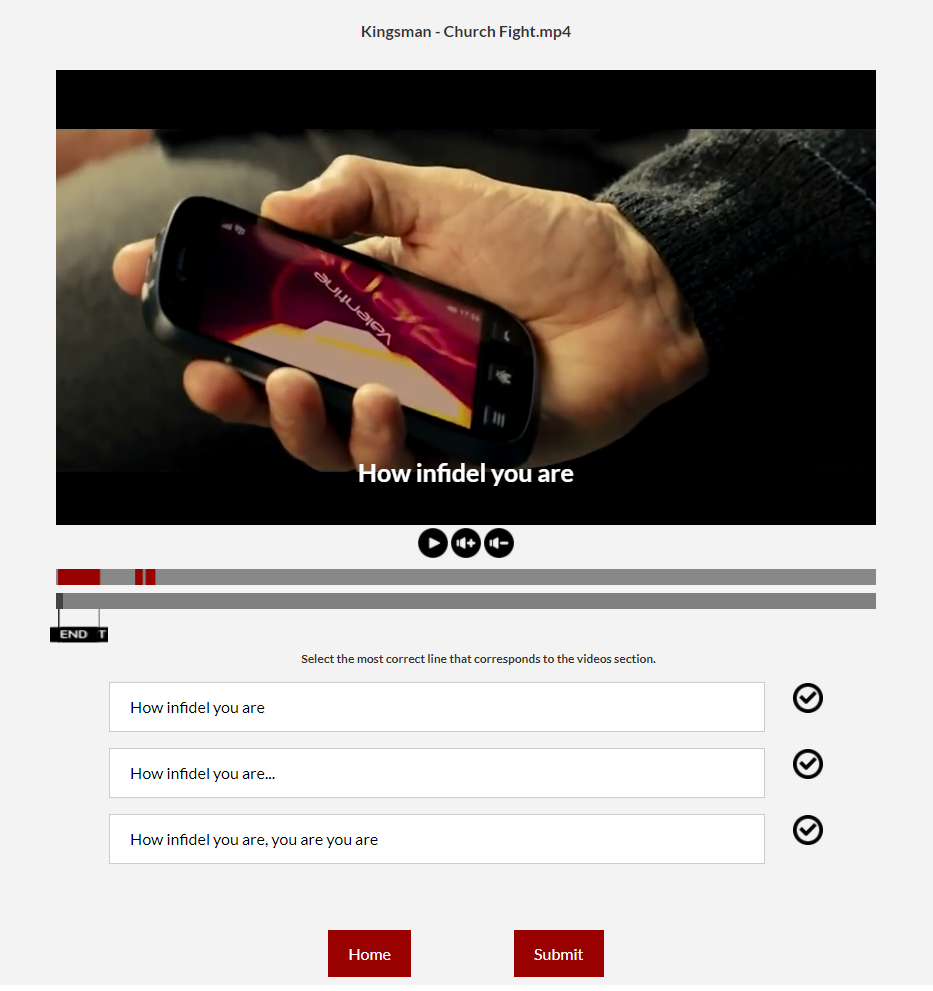 Kingsman - Church Fight.mp4
Valentine
17:55
How infidel you are
END T
Select the most correct line that corresponds to the videos section.
How infidel you are
How infidel you are...
How infidel you are, you are you are
Home
Submit